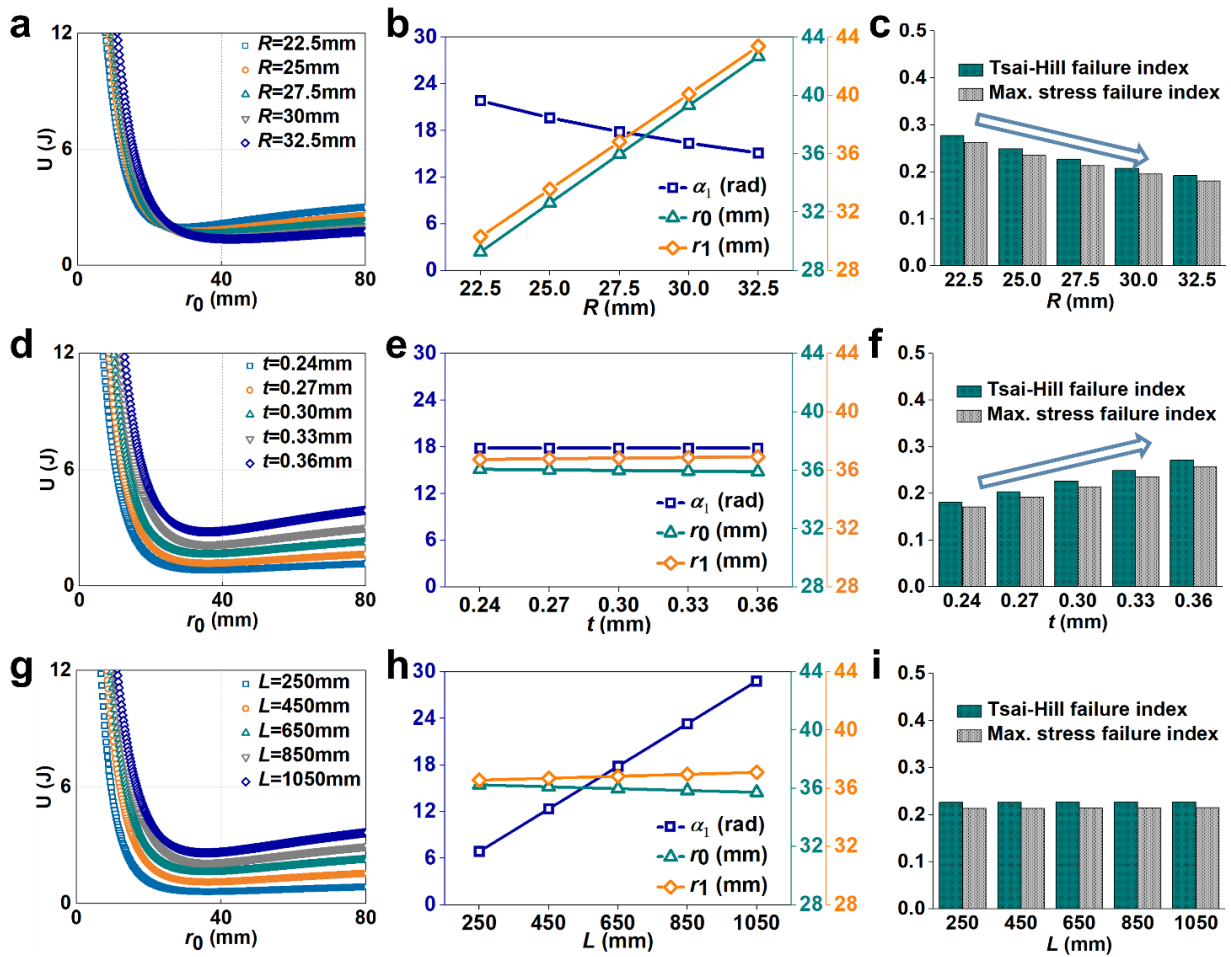 a
12
6
0
U (J)
R=22.5mm
R=25mm
R=27.5mm
R=30mm
R=32.5mm
0 40 80
r0 (mm)
b
30
24
18
12
6
0
α1 (rad)
r0 (mm)
r1 (mm)
44
40
36
32
28
44
40
36
32
28
22.5 25.0 27.5 30.0 32.5
R (mm)
c
0.5
0.4
0.3
0.2
0.1
0.0
Tsai-Hill failure index
Max. stress failure index
22.5 25.0 27.5 30.0 32.5
R (mm)
d
12
6
0
U (J)
t=0.24mm
t=0.27mm
t=0.30mm
t=0.33mm
t=0.36mm
0 40 80
r0 (mm)
e
30
24
18
12
6
0
α1 (rad)
r0 (mm)
r1 (mm)
44
40
36
32
28
44
40
36
32
28
0.24 0.27 0.30 0.33 0.36
t (mm)
f
0.5
0.4
0.3
0.2
0.1
0.0
Tsai-Hill failure index
Max. stress failure index
0.24 0.27 0.30 0.33 0.36
t (mm)
g
12
6
0
U (J)
L=250mm
L=450mm
L=650mm
L=850mm
L=1050mm
0 40 80
r0 (mm)
h
30
24
18
12
6
0
α1 (rad)
r0 (mm)
r1 (mm)
44
40
36
32
28
44
40
36
32
28
250 450 650 850 1050
L (mm)
i
0.5
0.4
0.3
0.2
0.1
0.0
Tsai-Hill failure index
Max. stress failure index
250 450 650 850 1050
L (mm)